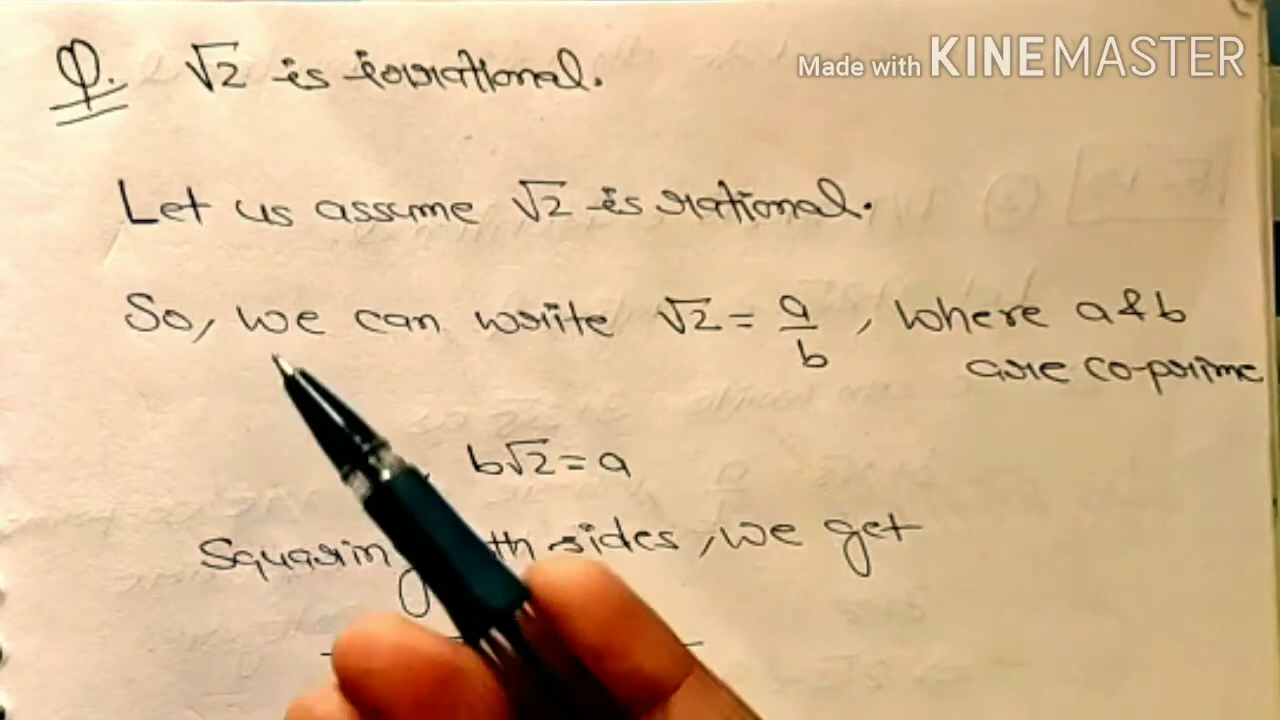 Made with KINEMASTER
Q. √2 is irrational.
Let us assume √2 is rational.
So, we can write √2 = a/b, where a & b
are co-prime
b√2 = a
sides, we get